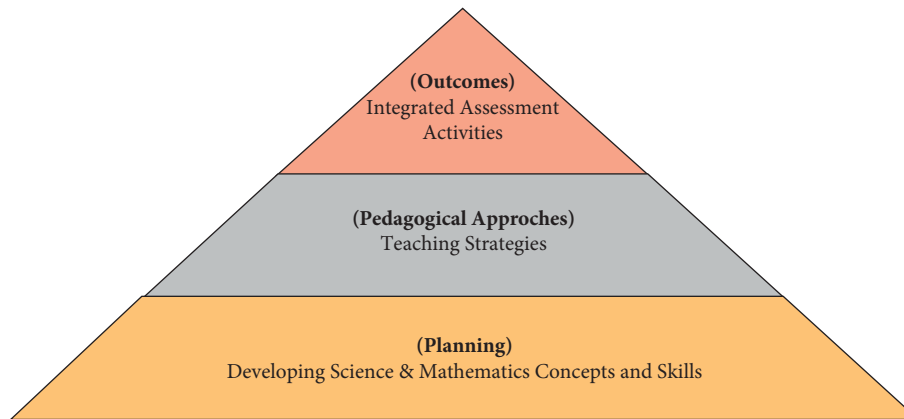 (Outcomes)
Integrated Assessment
Activities
(Pedagogical Approches)
Teaching Strategies
(Planning)
Developing Science & Mathematics Concepts and Skills